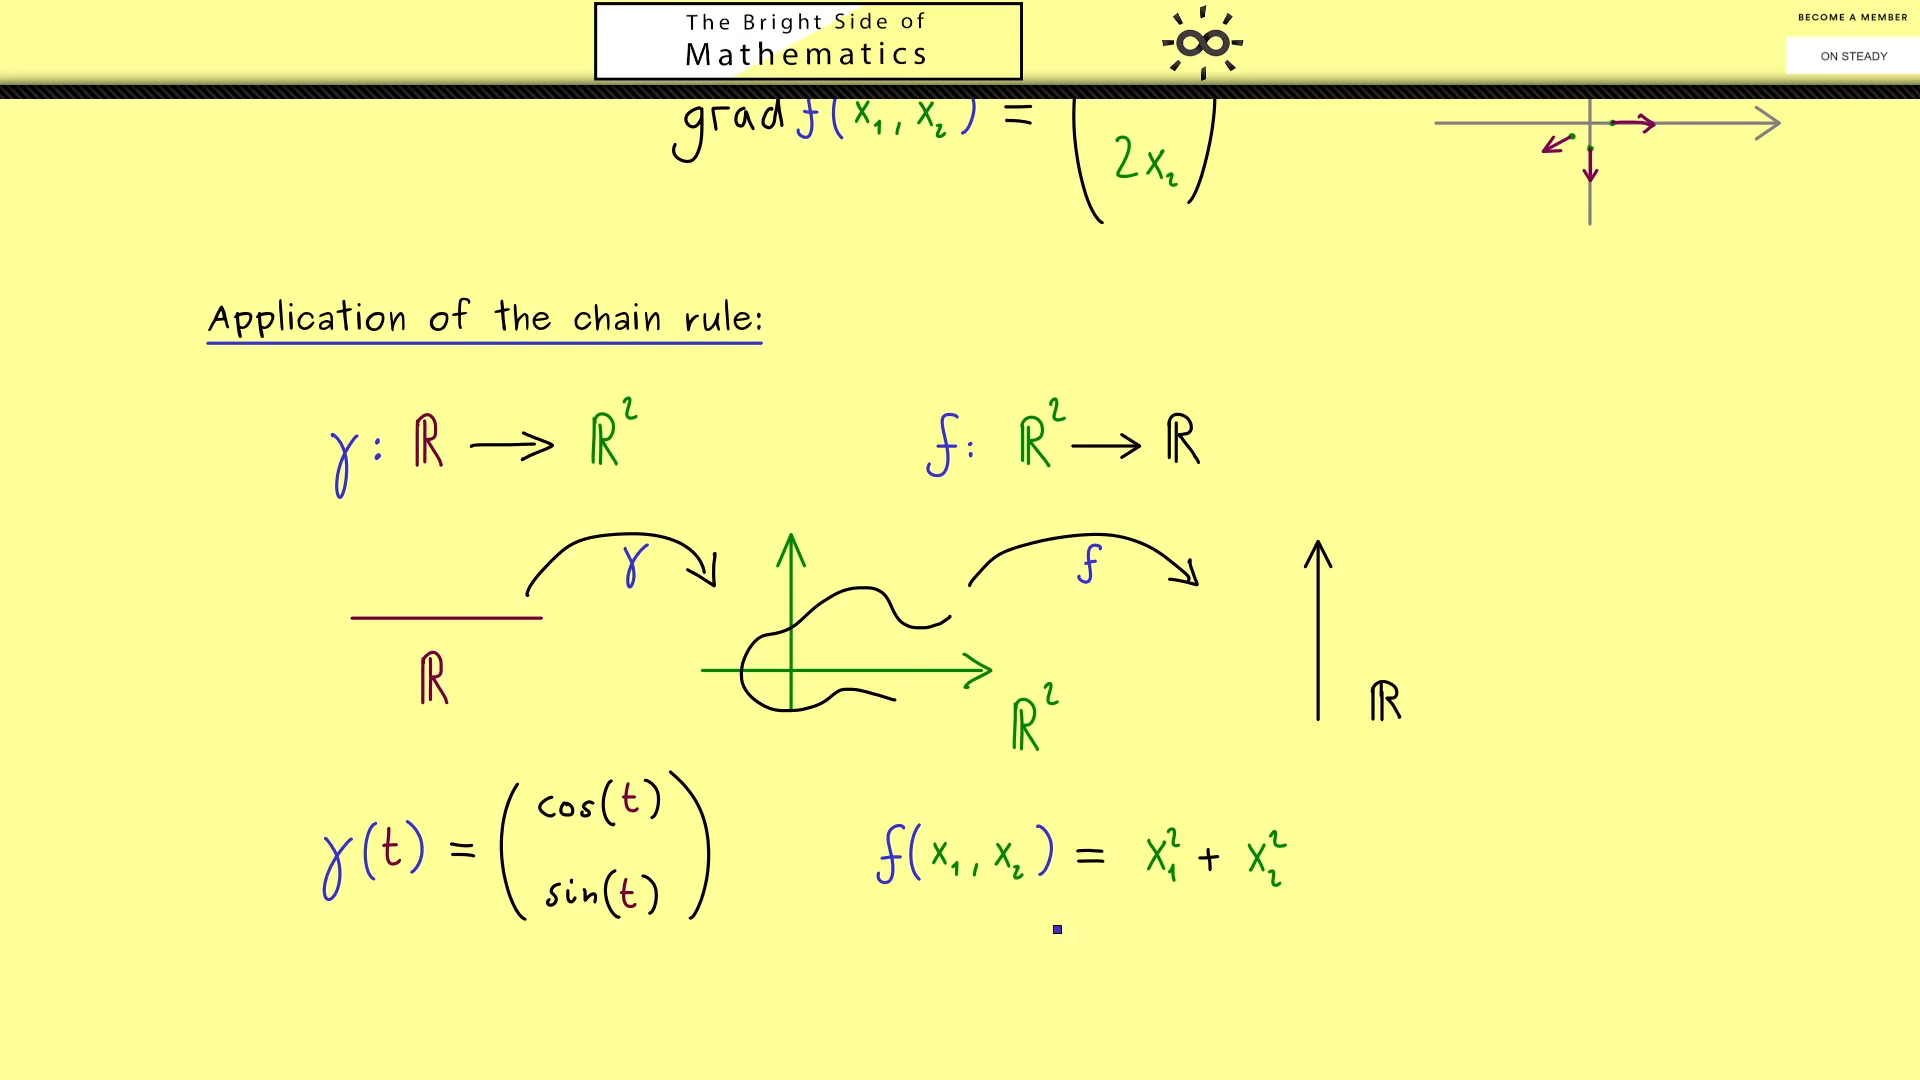 The Bright Side of
Mathematics
BECOME A MEMBER
ON STEADY
grad f(x₁, x₂) = ( 2x₂ )
Application of the chain rule:
γ: ℝ ⟶ ℝ²
f: ℝ² ⟶ ℝ
γ
f
ℝ
ℝ²
ℝ
γ(t) = ( cos(t)
sin(t) )
f(x₁, x₂) = x₁² + x₂²